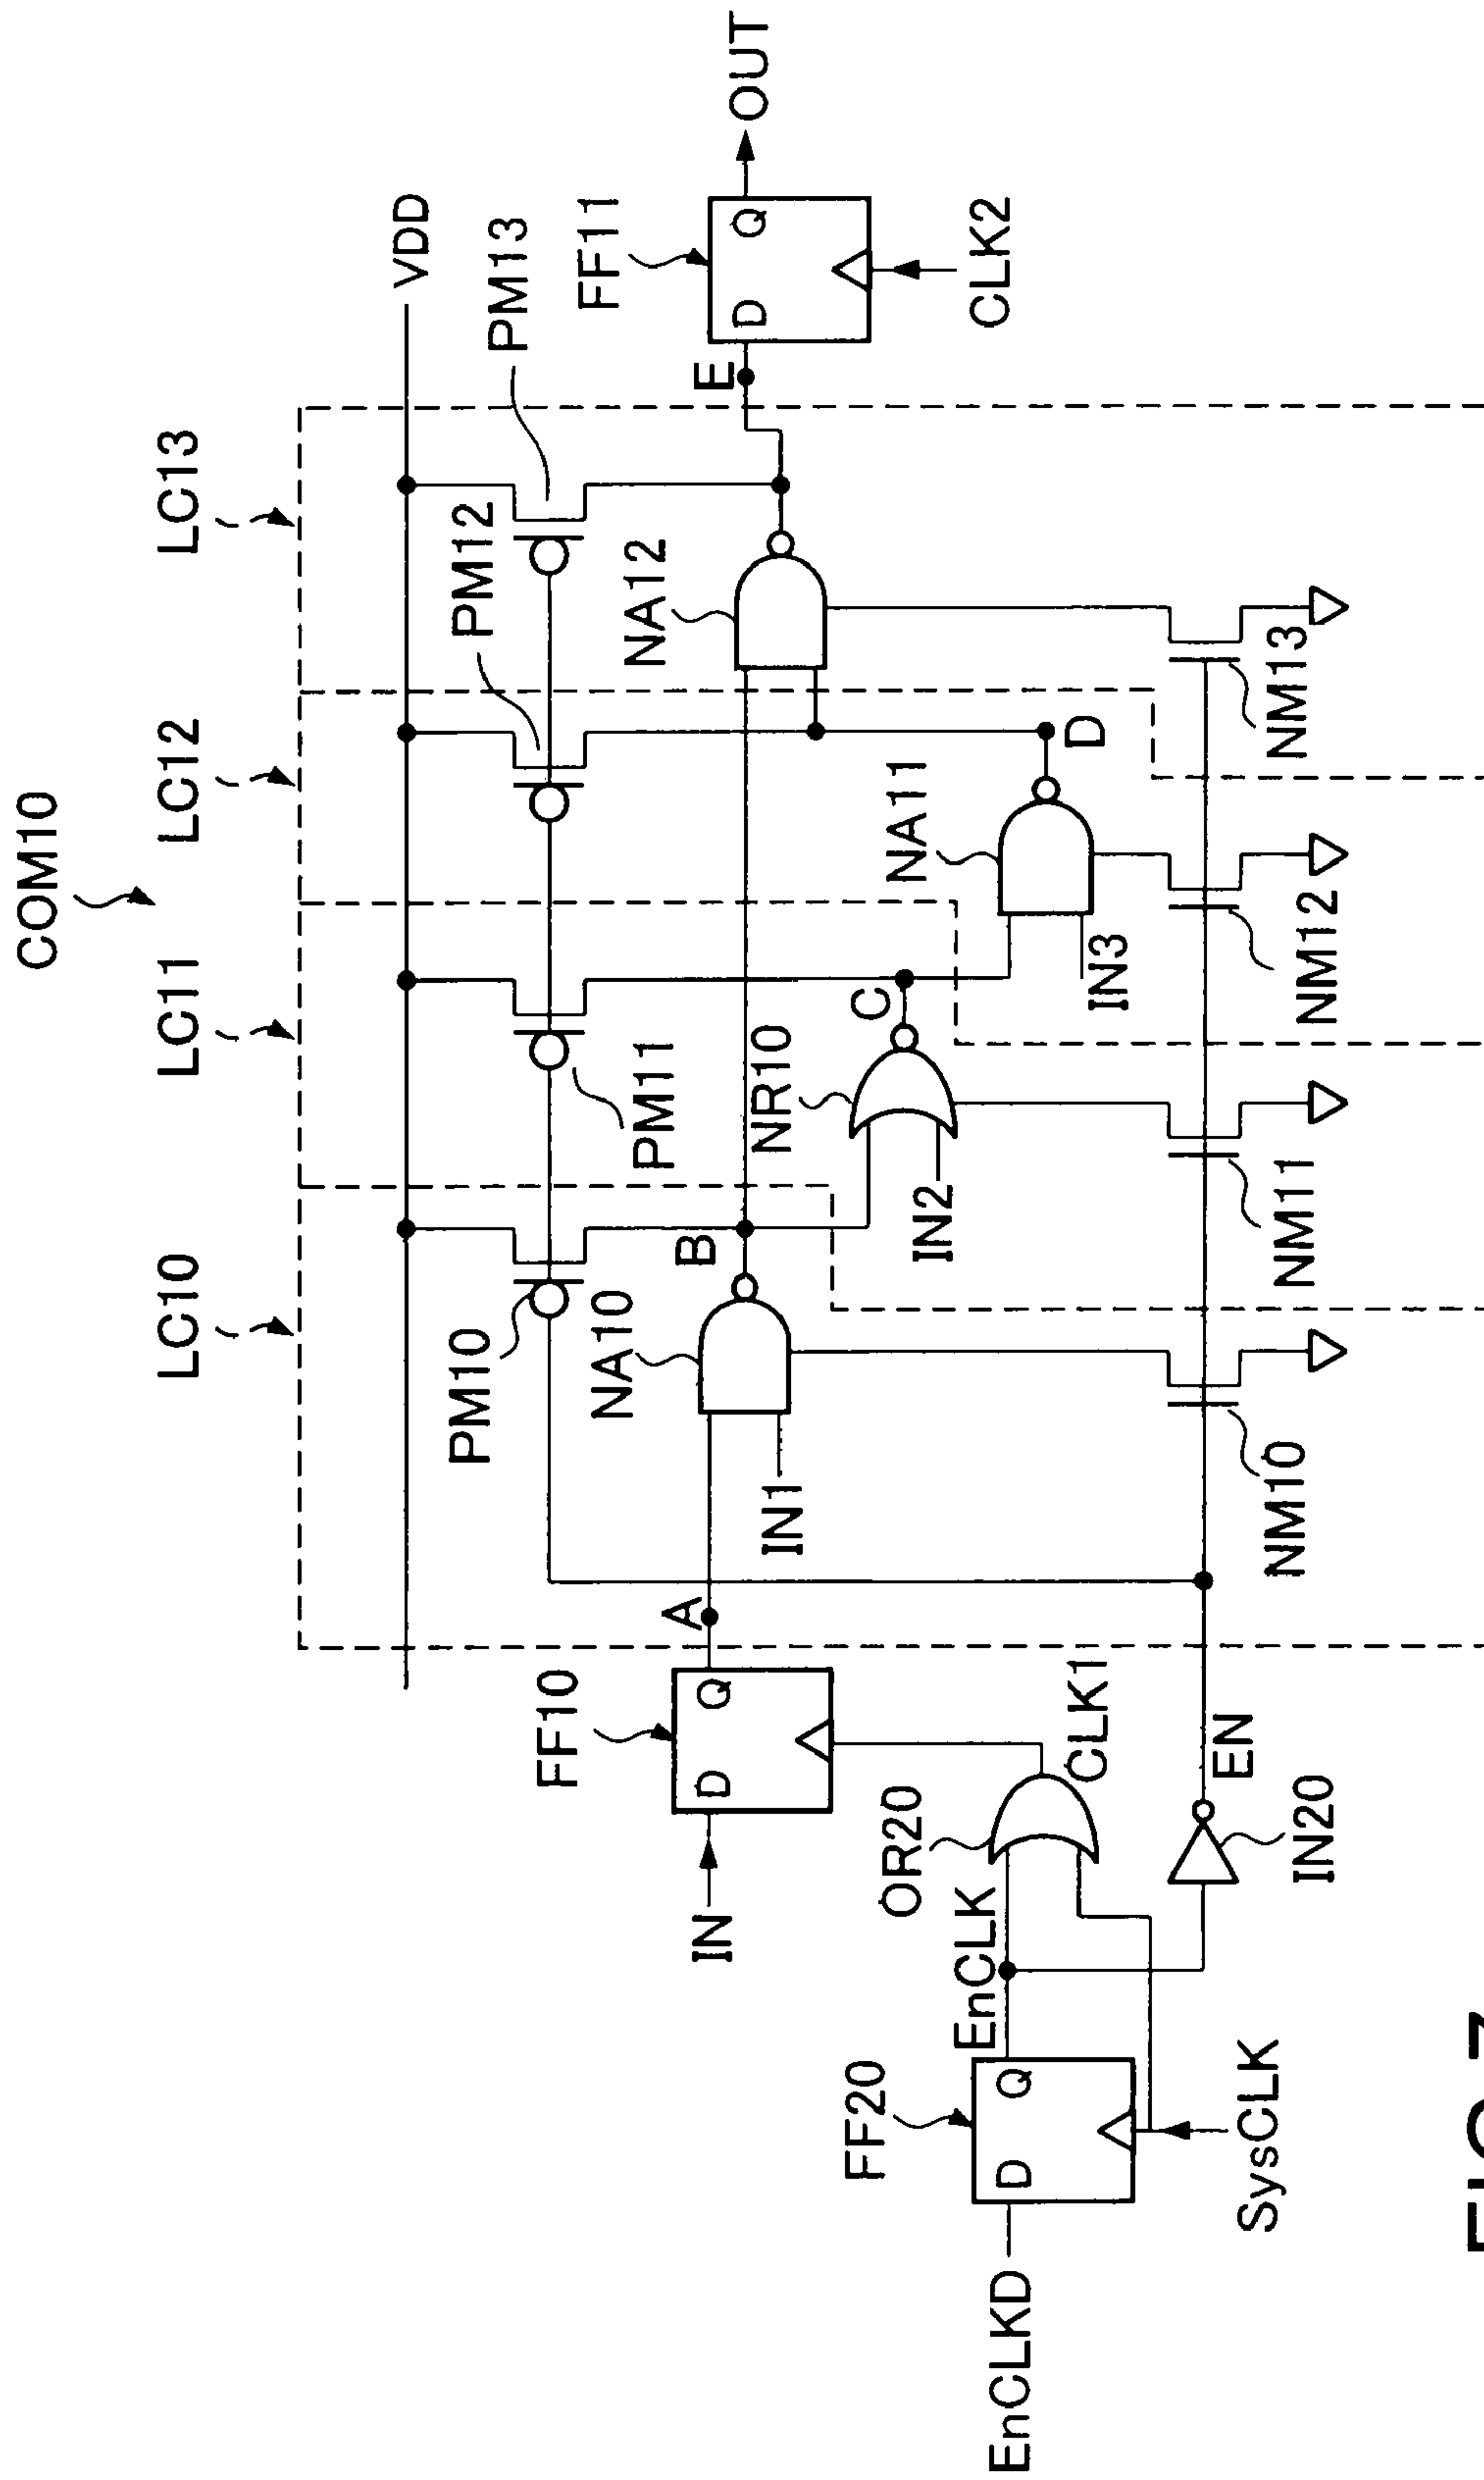 COM10
LC10
LC11
LC12
LC13
VDD
PM10
PM11
PM12
PM13
NA10
B
NR10
C
NA11
D
NA12
E
FF11
D
Q
OUT
CLK2
IN
FF10
D
Q
A
IN1
IN2
IN3
EnCLKD
FF20
D
Q
SysCLK
EnCLK
OR20
CLK1
IN20
EN
NM10
NM11
NM12
NM13